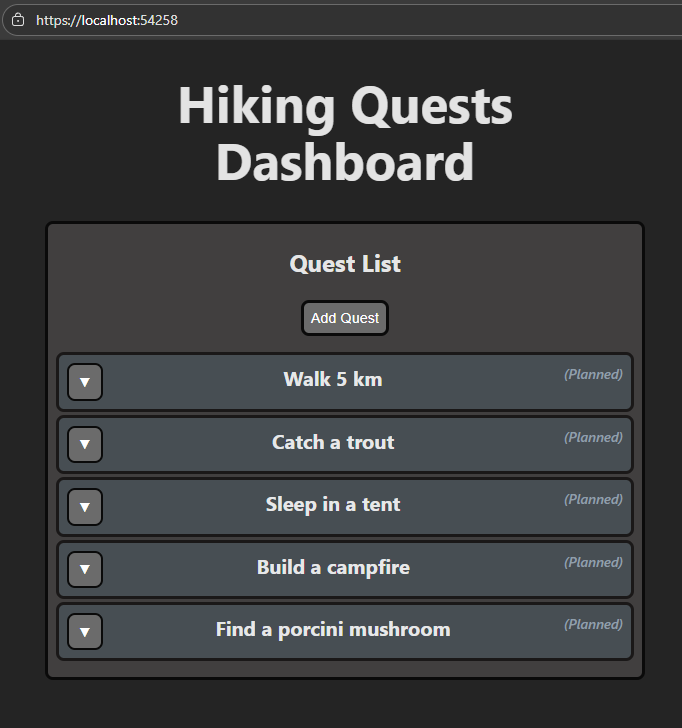 https://localhost:54258
Hiking Quests
Dashboard
Quest List
Add Quest
▼ Walk 5 km (Planned)
▼ Catch a trout (Planned)
▼ Sleep in a tent (Planned)
▼ Build a campfire (Planned)
▼ Find a porcini mushroom (Planned)